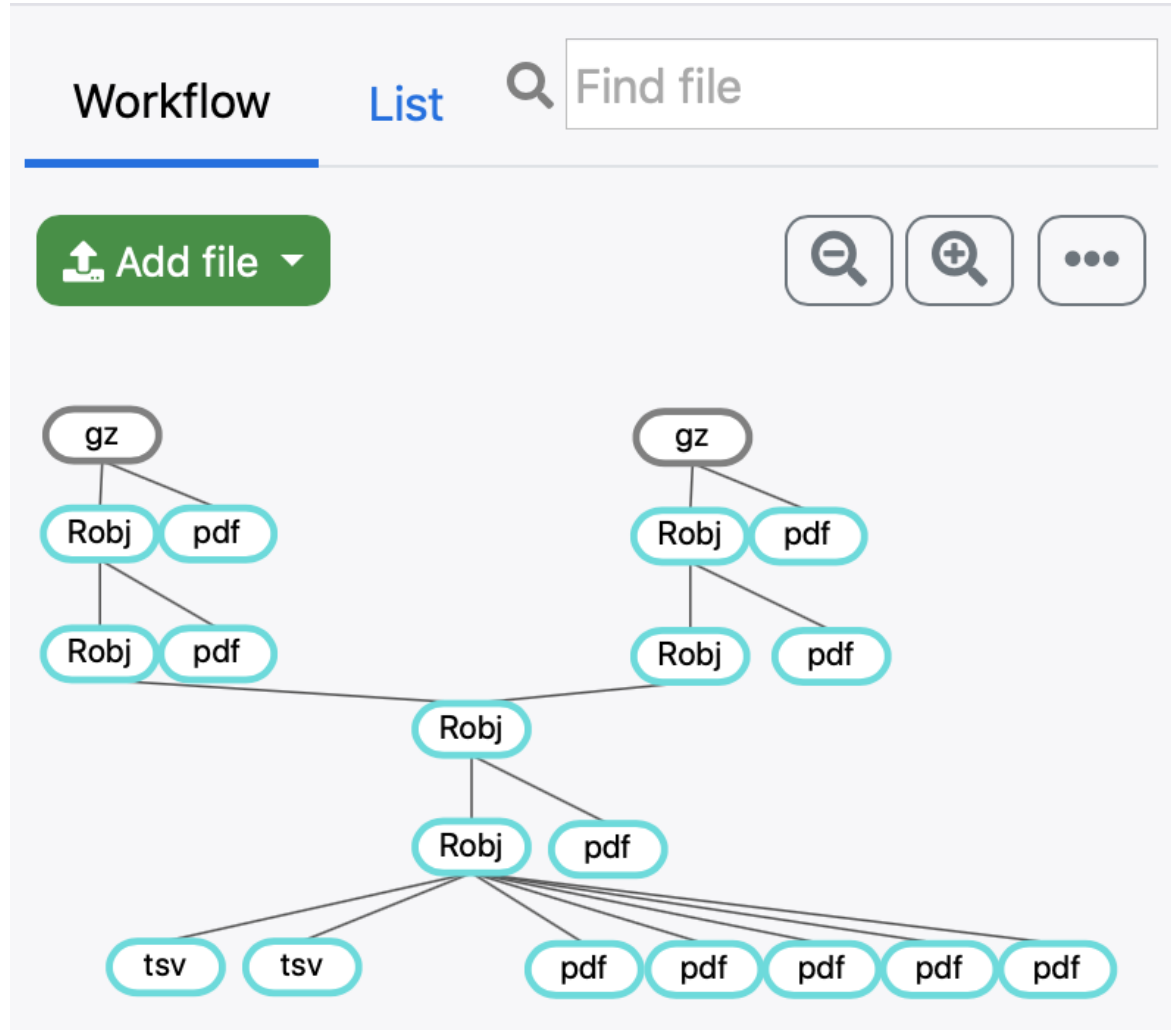 Workflow List Find file
Add file
gz gz
Robj pdf Robj pdf
Robj pdf Robj pdf
Robj
Robj pdf
tsv tsv pdf pdf pdf pdf pdf